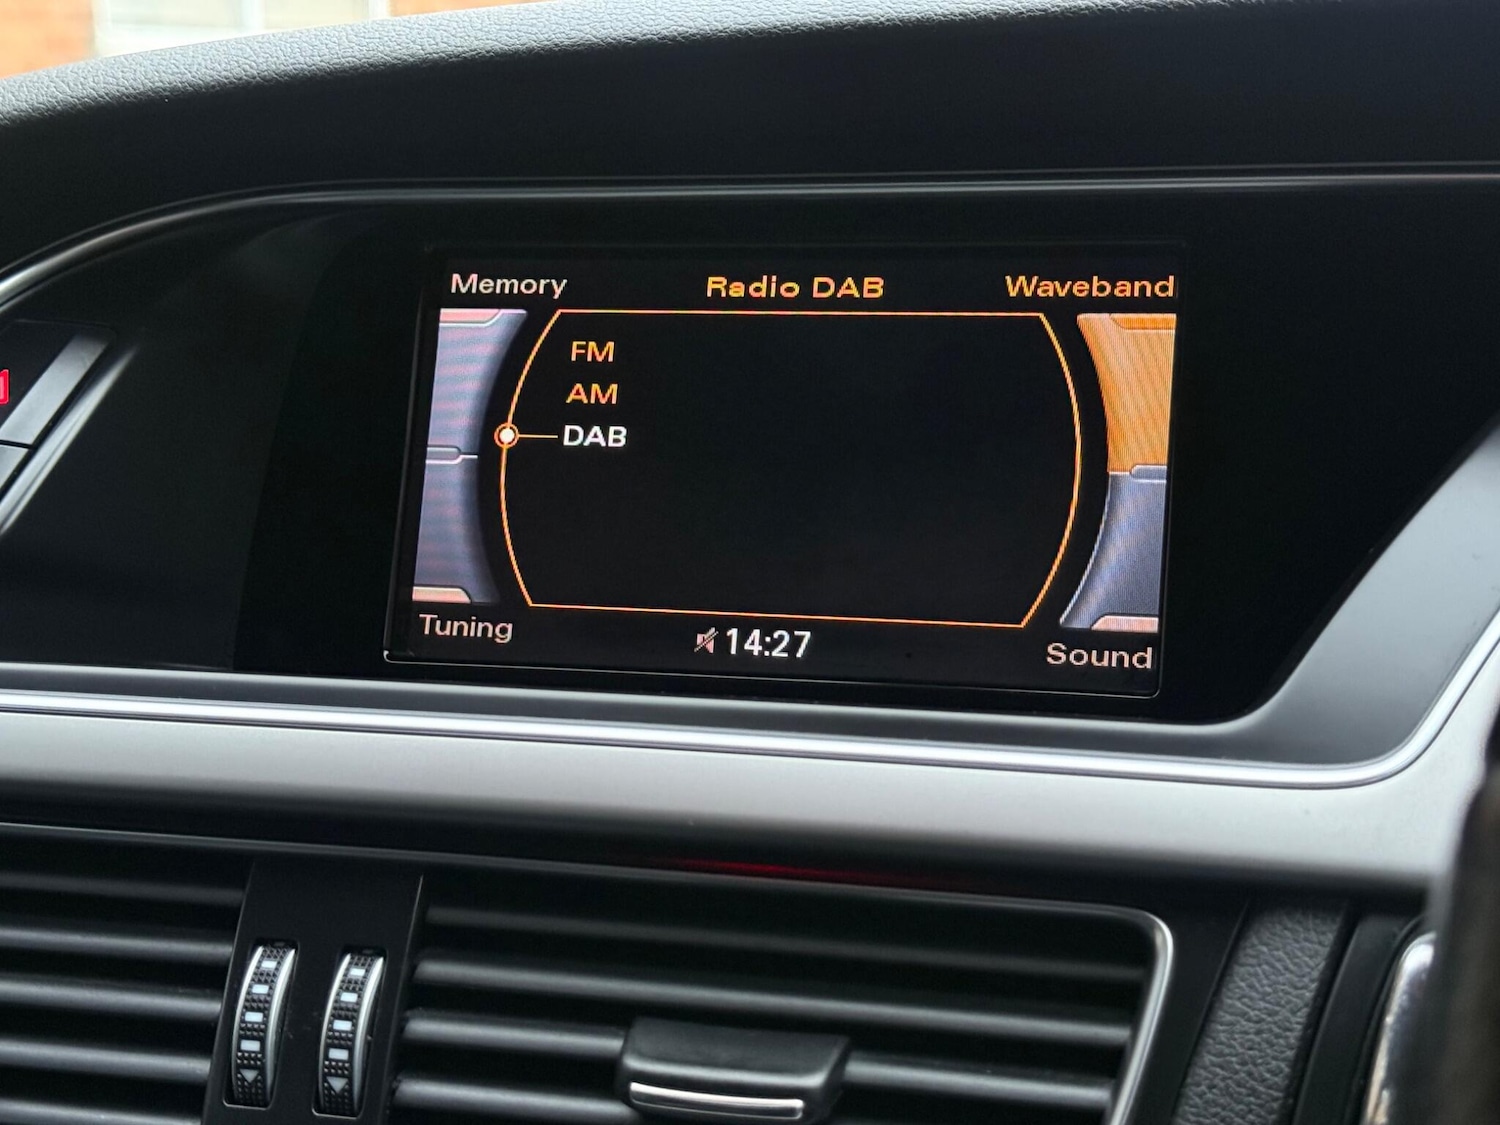 Memory
Radio DAB
Waveband
FM
AM
DAB
Tuning
14:27
Sound